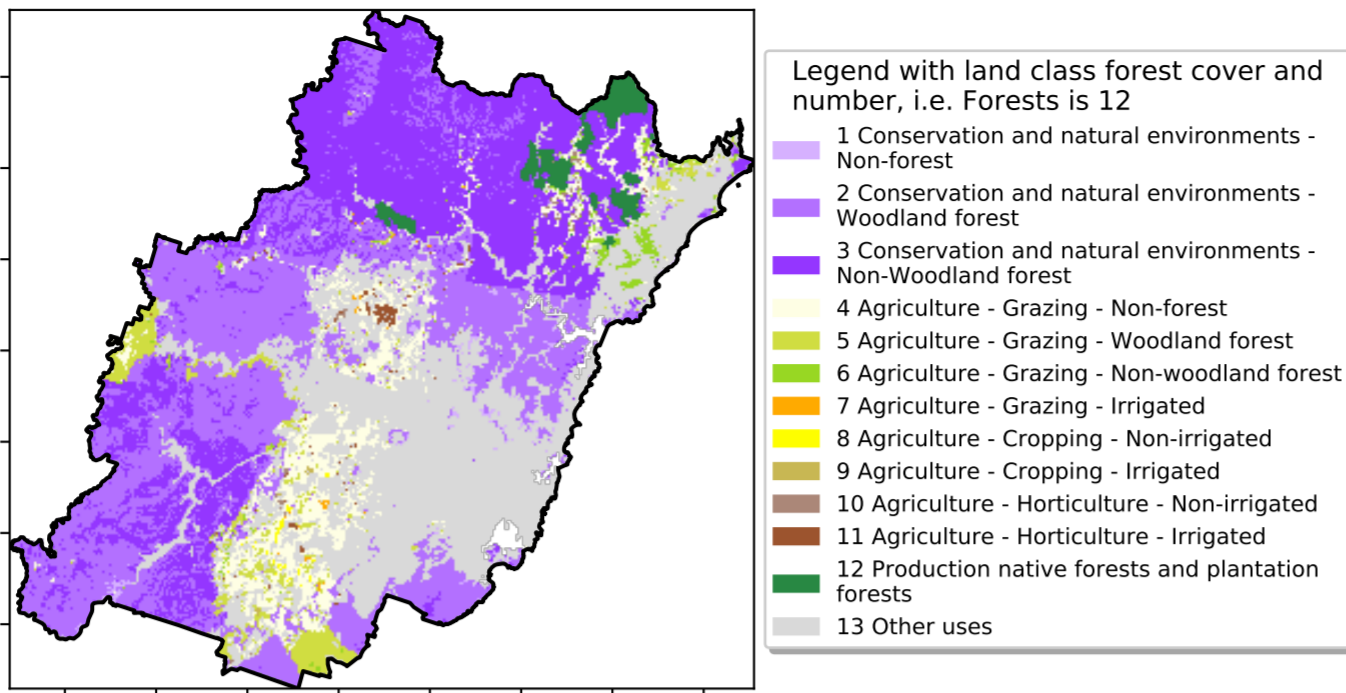 Legend with land class forest cover and
number, i.e. Forests is 12
1 Conservation and natural environments -
Non-forest
2 Conservation and natural environments -
Woodland forest
3 Conservation and natural environments -
Non-Woodland forest
4 Agriculture - Grazing - Non-forest
5 Agriculture - Grazing - Woodland forest
6 Agriculture - Grazing - Non-woodland forest
7 Agriculture - Grazing - Irrigated
8 Agriculture - Cropping - Non-irrigated
9 Agriculture - Cropping - Irrigated
10 Agriculture - Horticulture - Non-irrigated
11 Agriculture - Horticulture - Irrigated
12 Production native forests and plantation
forests
13 Other uses